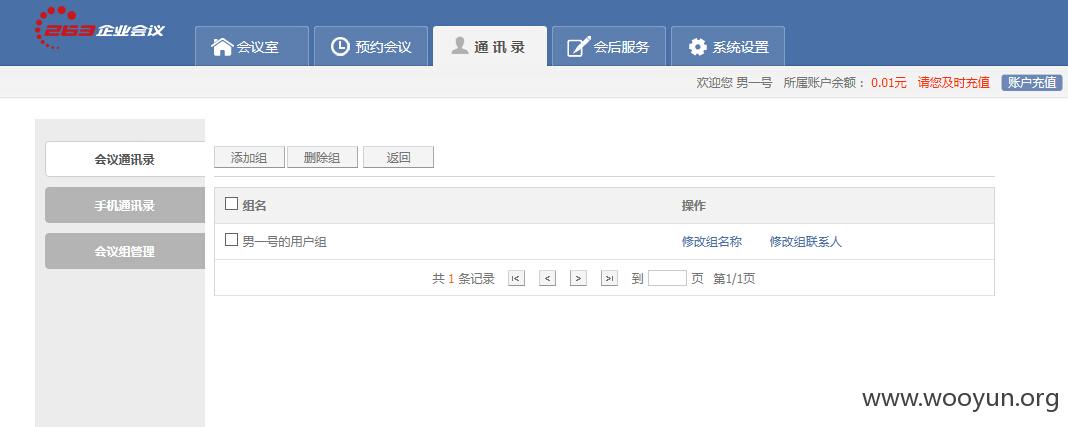 263企业会议
会议室 预约会议 通 讯 录 会后服务 系统设置
欢迎您 男一号 所属账户余额： 0.01元 请您及时充值 账户充值
会议通讯录
手机通讯录
会议组管理
添加组 删除组 返回
组名 操作
男一号的用户组 修改组名称 修改组联系人
共 1 条记录 |< < > >| 到 页 第1/1页
www.wooyun.org